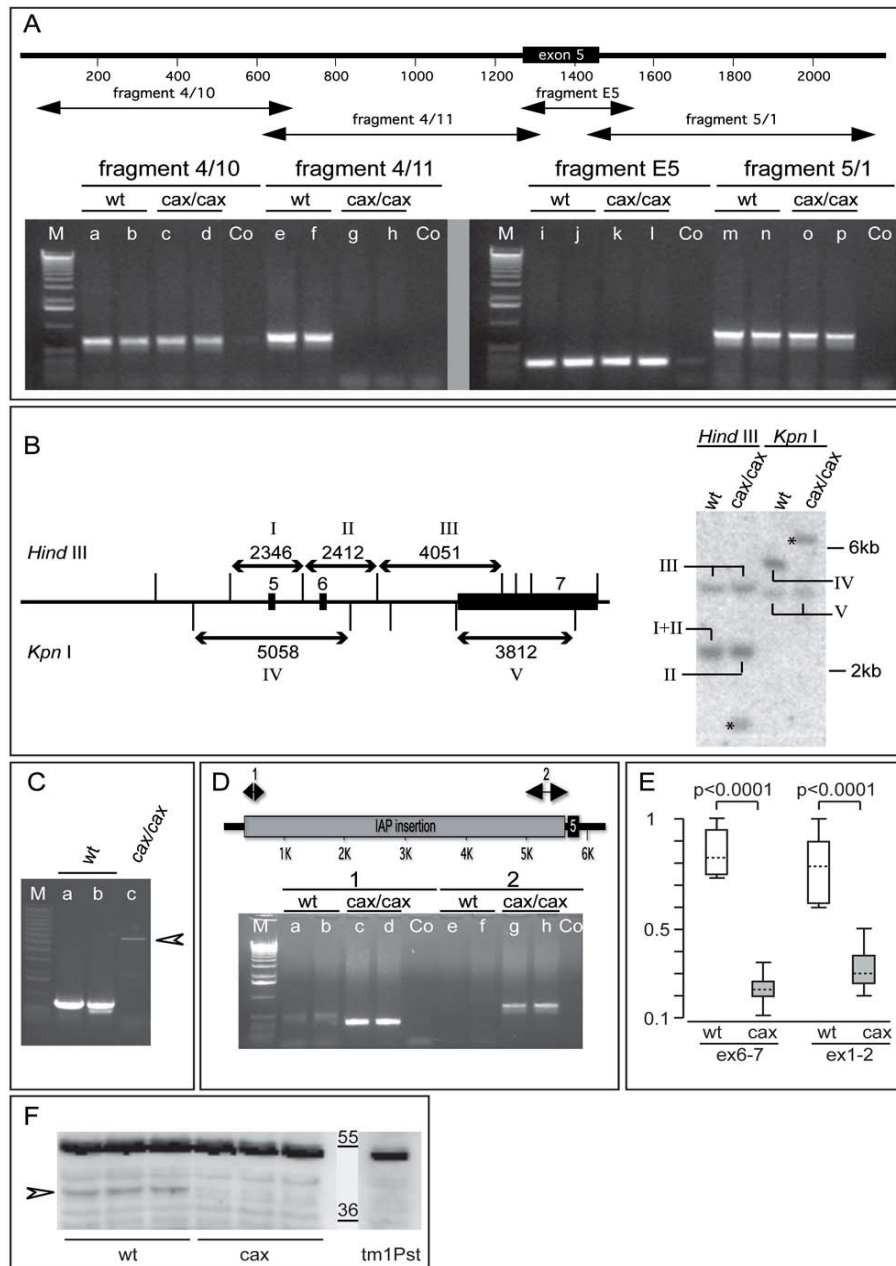 A
exon 5
200 400 600 800 1000 1200 1400 1600 1800 2000
fragment 4/10
fragment E5
fragment 4/11
fragment 5/1
fragment 4/10 fragment 4/11 fragment E5 fragment 5/1
wt cax/cax wt cax/cax wt cax/cax wt cax/cax
M a b c d Co e f g h Co M i j k l Co m n o p Co
B
Hind III Kpn I
wt cax/cax wt cax/cax
I II III
Hind III 2346 2412 4051
5 6 7
Kpn I 5058 3812
IV V
* 6kb
III IV
V
I+II
II 2kb
*
C
wt cax/cax
M a b c
D
1 2
IAP insertion 5
1K 2K 3K 4K 5K 6K
1 2
wt cax/cax wt cax/cax
M a b c d Co e f g h Co
E
p<0.0001 p<0.0001
1
0.5
0.1
wt cax wt cax
ex6-7 ex1-2
F
55
36
wt cax tm1Pst